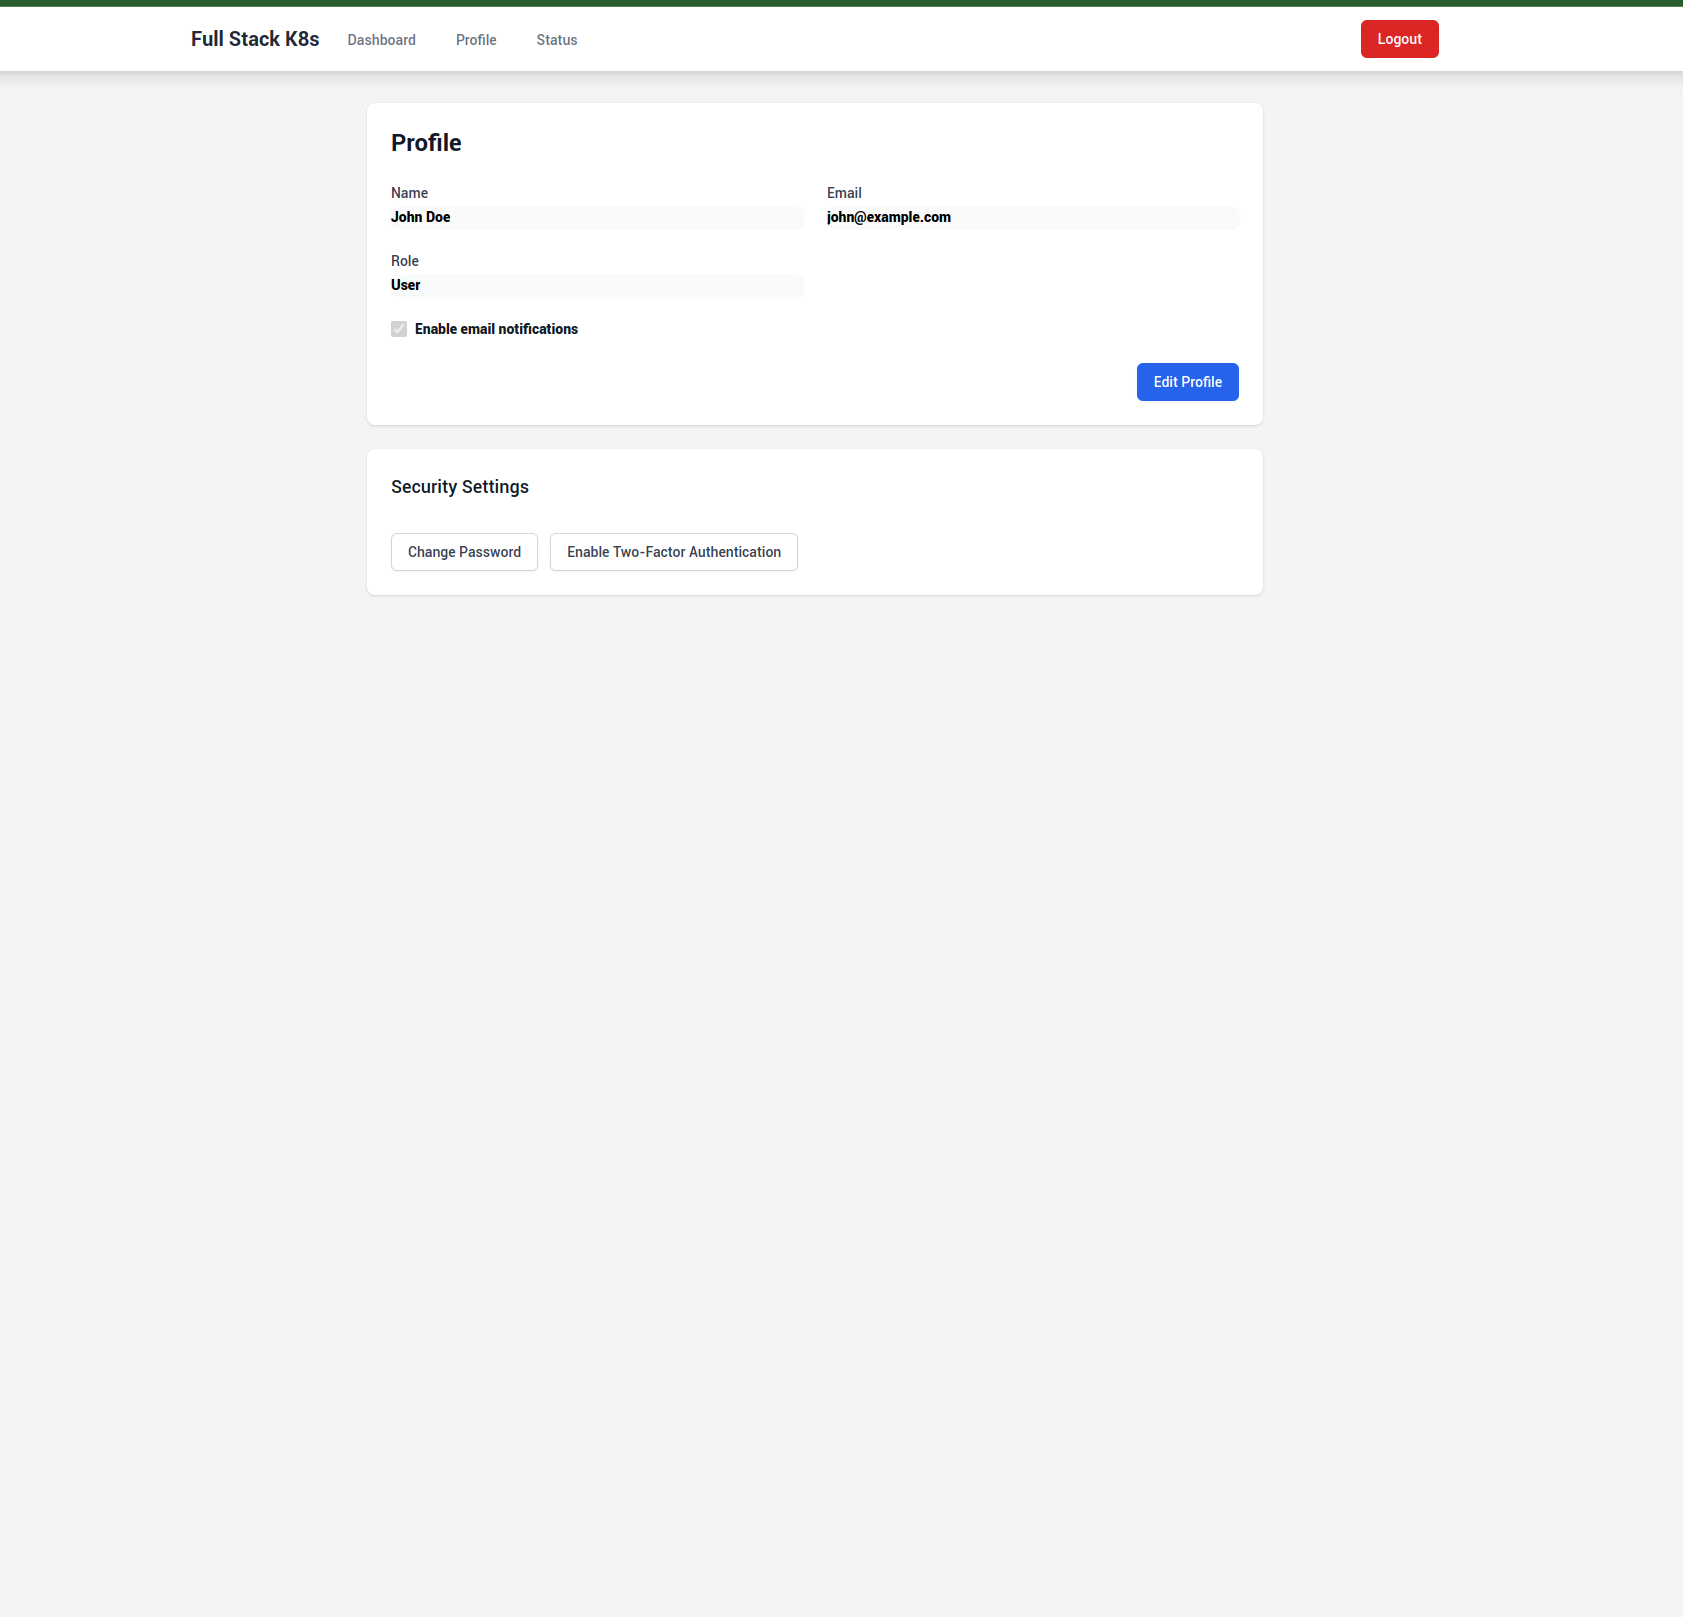 Full Stack K8s Dashboard Profile Status Logout
Profile
Name Email
John Doe john@example.com
Role
User
Enable email notifications
Edit Profile
Security Settings
Change Password Enable Two-Factor Authentication